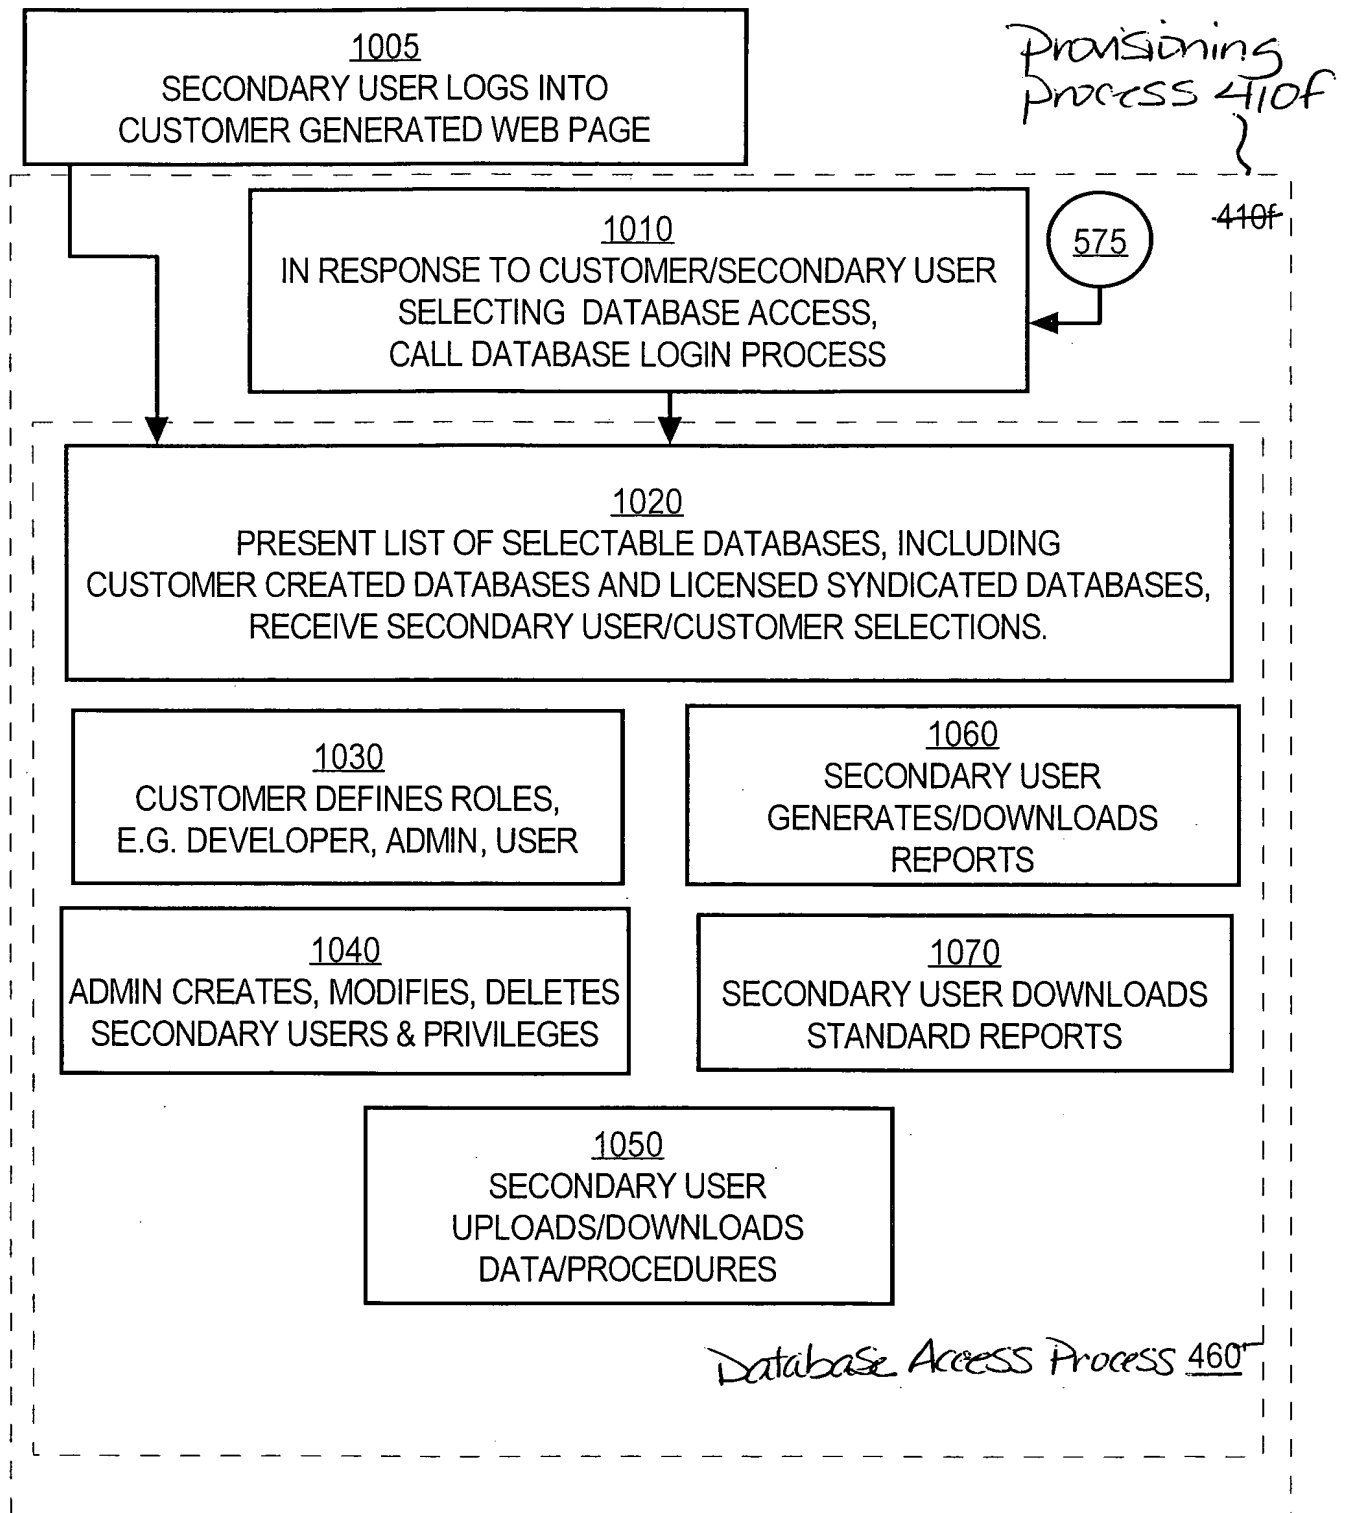 1005
SECONDARY USER LOGS INTO
CUSTOMER GENERATED WEB PAGE
Provisioning
Process 410f
410f
575
1010
IN RESPONSE TO CUSTOMER/SECONDARY USER
SELECTING DATABASE ACCESS,
CALL DATABASE LOGIN PROCESS
1020
PRESENT LIST OF SELECTABLE DATABASES, INCLUDING
CUSTOMER CREATED DATABASES AND LICENSED SYNDICATED DATABASES,
RECEIVE SECONDARY USER/CUSTOMER SELECTIONS.
1030
CUSTOMER DEFINES ROLES,
E.G. DEVELOPER, ADMIN, USER
1060
SECONDARY USER
GENERATES/DOWNLOADS
REPORTS
1040
ADMIN CREATES, MODIFIES, DELETES
SECONDARY USERS & PRIVILEGES
1070
SECONDARY USER DOWNLOADS
STANDARD REPORTS
1050
SECONDARY USER
UPLOADS/DOWNLOADS
DATA/PROCEDURES
Database Access Process 460